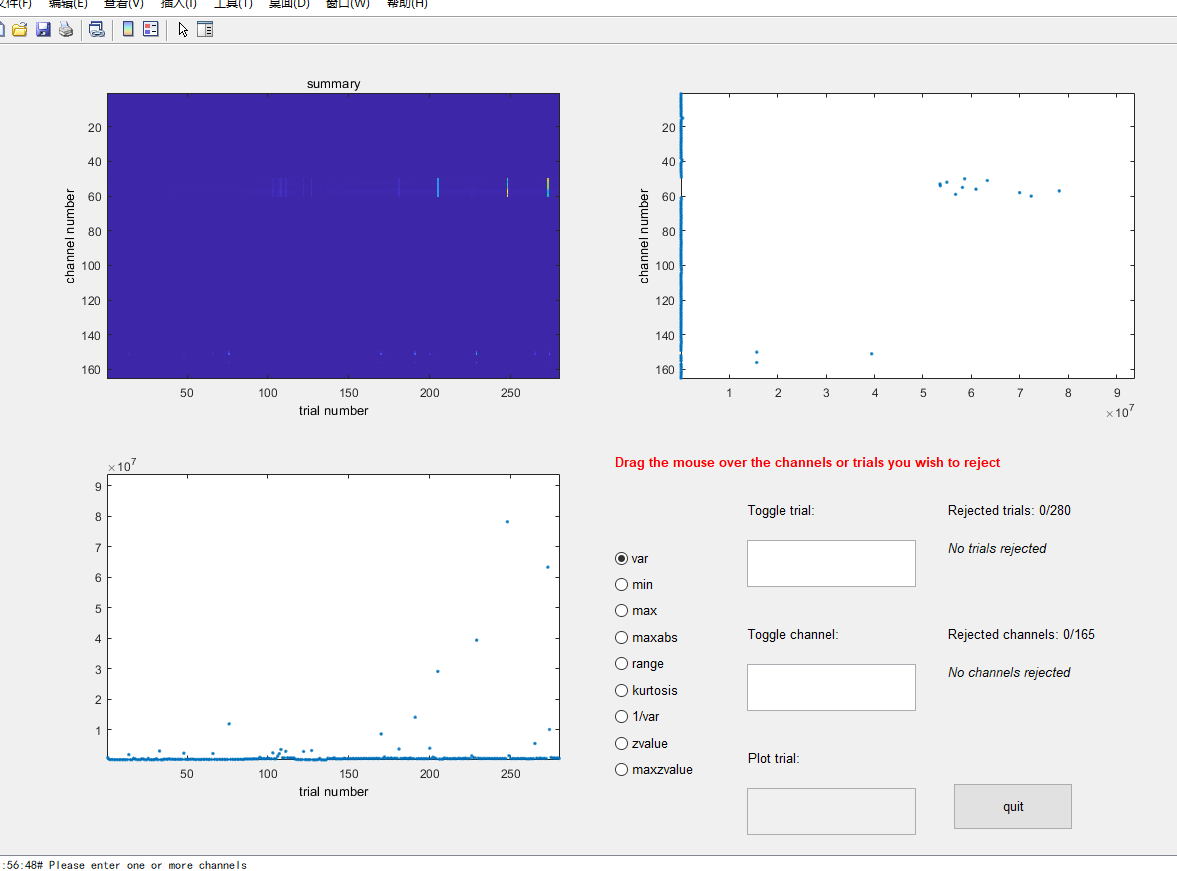 文件(F) 编辑(E) 查看(V) 插入(I) 工具(T) 桌面(D) 窗口(W) 帮助(H)
summary
20
40
60
80
100
120
140
160
channel number
50 100 150 200 250
trial number
20
40
60
80
100
120
140
160
channel number
1 2 3 4 5 6 7 8 9
×10^7
×10^7
9
8
7
6
5
4
3
2
1
50 100 150 200 250
trial number
Drag the mouse over the channels or trials you wish to reject
var
min
max
maxabs
range
kurtosis
1/var
zvalue
maxzvalue
Toggle trial:
Rejected trials: 0/280
No trials rejected
Toggle channel:
Rejected channels: 0/165
No channels rejected
Plot trial:
quit
:56:48# Please enter one or more channels